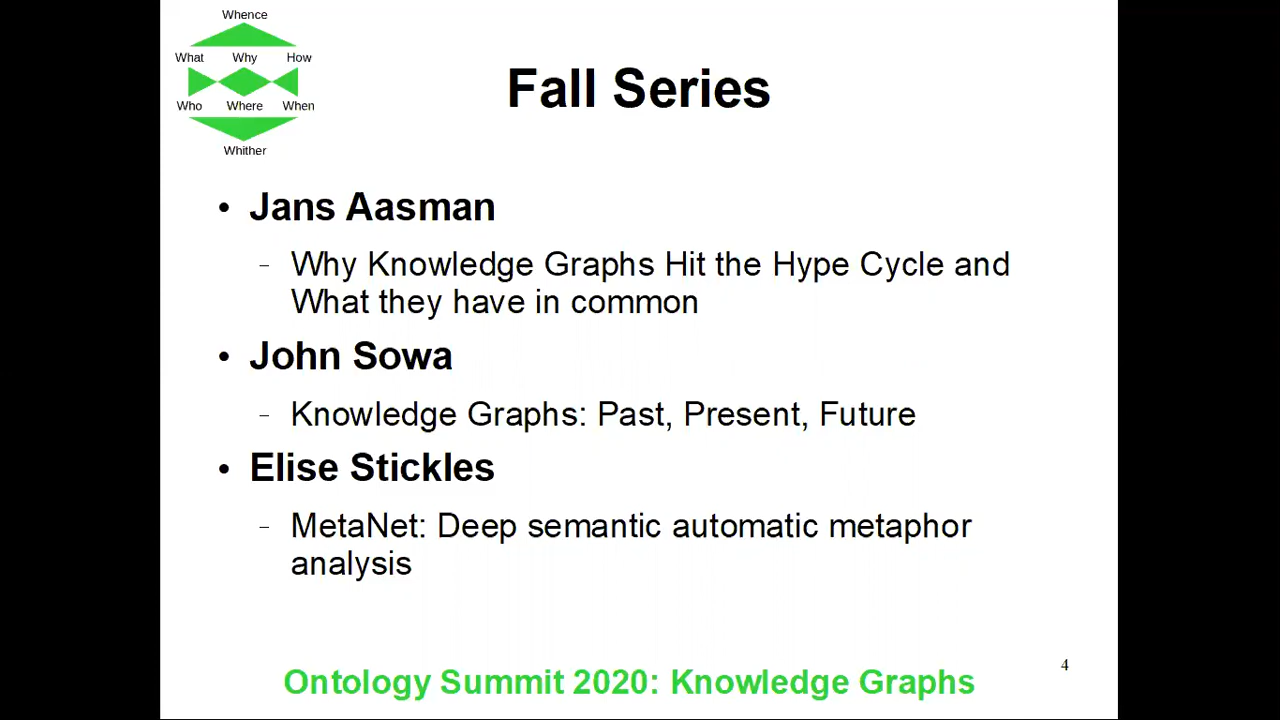 Whence
What Why How
Who Where When
Whither
Fall Series
• Jans Aasman
– Why Knowledge Graphs Hit the Hype Cycle and
What they have in common
• John Sowa
– Knowledge Graphs: Past, Present, Future
• Elise Stickles
– MetaNet: Deep semantic automatic metaphor
analysis
4
Ontology Summit 2020: Knowledge Graphs